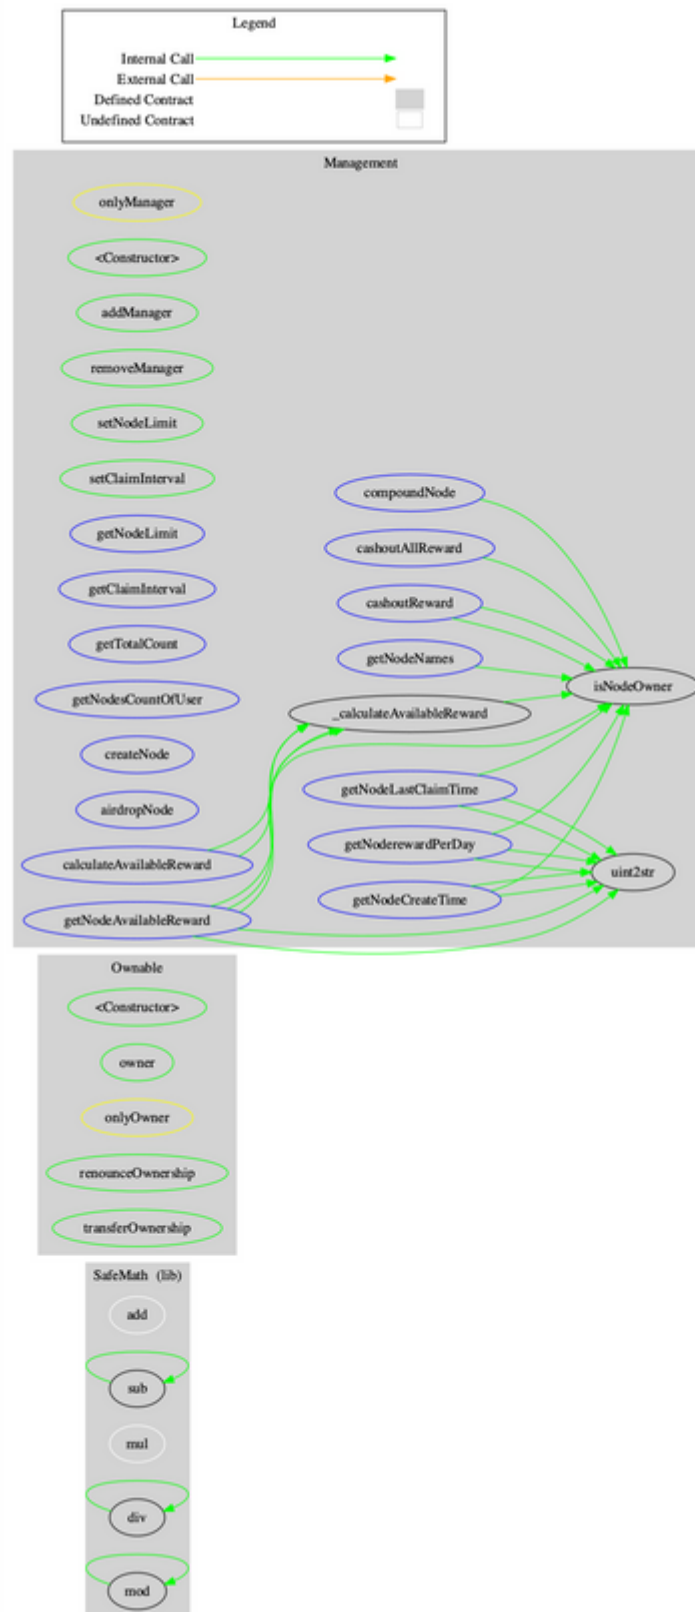 Legend
Internal Call
External Call
Defined Contract
Undefined Contract
Management
onlyManager
<Constructor>
addManager
removeManager
setNodeLimit
setClaimInterval
getNodeLimit
getClaimInterval
getTotalCount
getNodesCountOfUser
createNode
airdropNode
calculateAvailableReward
getNodeAvailableReward
compoundNode
cashoutAllReward
cashoutReward
getNodeNames
_calculateAvailableReward
getNodeLastClaimTime
getNoderewardPerDay
getNodeCreateTime
isNodeOwner
uint2str
Ownable
<Constructor>
owner
onlyOwner
renounceOwnership
transferOwnership
SafeMath (lib)
add
sub
mul
div
mod